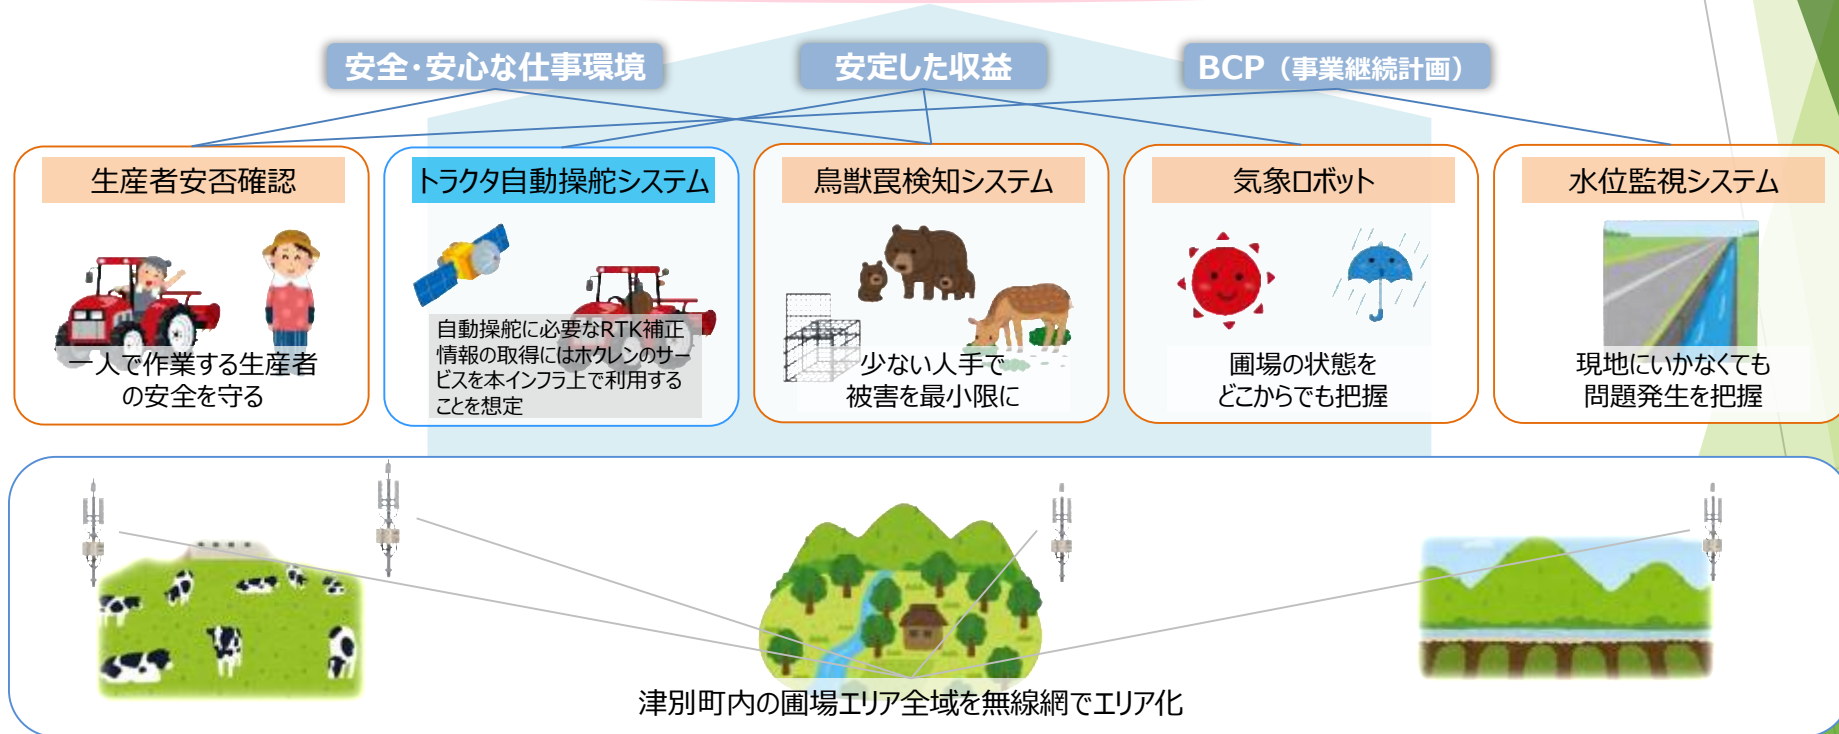 安全・安心な仕事環境
安定した収益
BCP（事業継続計画）
生産者安否確認
一人で作業する生産者
の安全を守る
トラクタ自動操舵システム
自動操舵に必要なRTK補正
情報の取得にはホクレンのサー
ビスを本インフラ上で利用する
ことを想定
鳥獣罠検知システム
少ない人手で
被害を最小限に
気象ロボット
圃場の状態を
どこからでも把握
水位監視システム
現地にいかなくても
問題発生を把握
津別町内の圃場エリア全域を無線網でエリア化